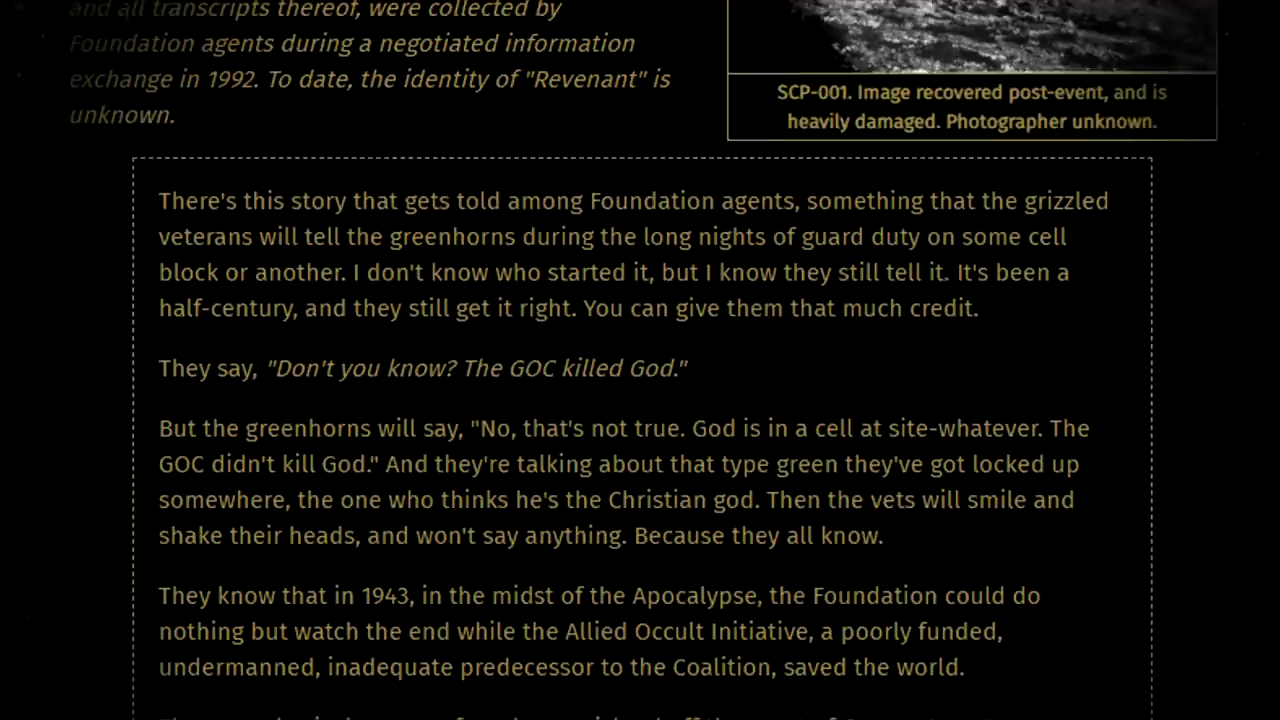 and all transcripts thereof, were collected by
Foundation agents during a negotiated information
exchange in 1992. To date, the identity of "Revenant" is
unknown.
SCP-001. Image recovered post-event, and is
heavily damaged. Photographer unknown.
There's this story that gets told among Foundation agents, something that the grizzled
veterans will tell the greenhorns during the long nights of guard duty on some cell
block or another. I don't know who started it, but I know they still tell it. It's been a
half-century, and they still get it right. You can give them that much credit.
They say, "Don't you know? The GOC killed God."
But the greenhorns will say, "No, that's not true. God is in a cell at site-whatever. The
GOC didn't kill God." And they're talking about that type green they've got locked up
somewhere, the one who thinks he's the Christian god. Then the vets will smile and
shake their heads, and won't say anything. Because they all know.
They know that in 1943, in the midst of the Apocalypse, the Foundation could do
nothing but watch the end while the Allied Occult Initiative, a poorly funded,
undermanned, inadequate predecessor to the Coalition, saved the world.